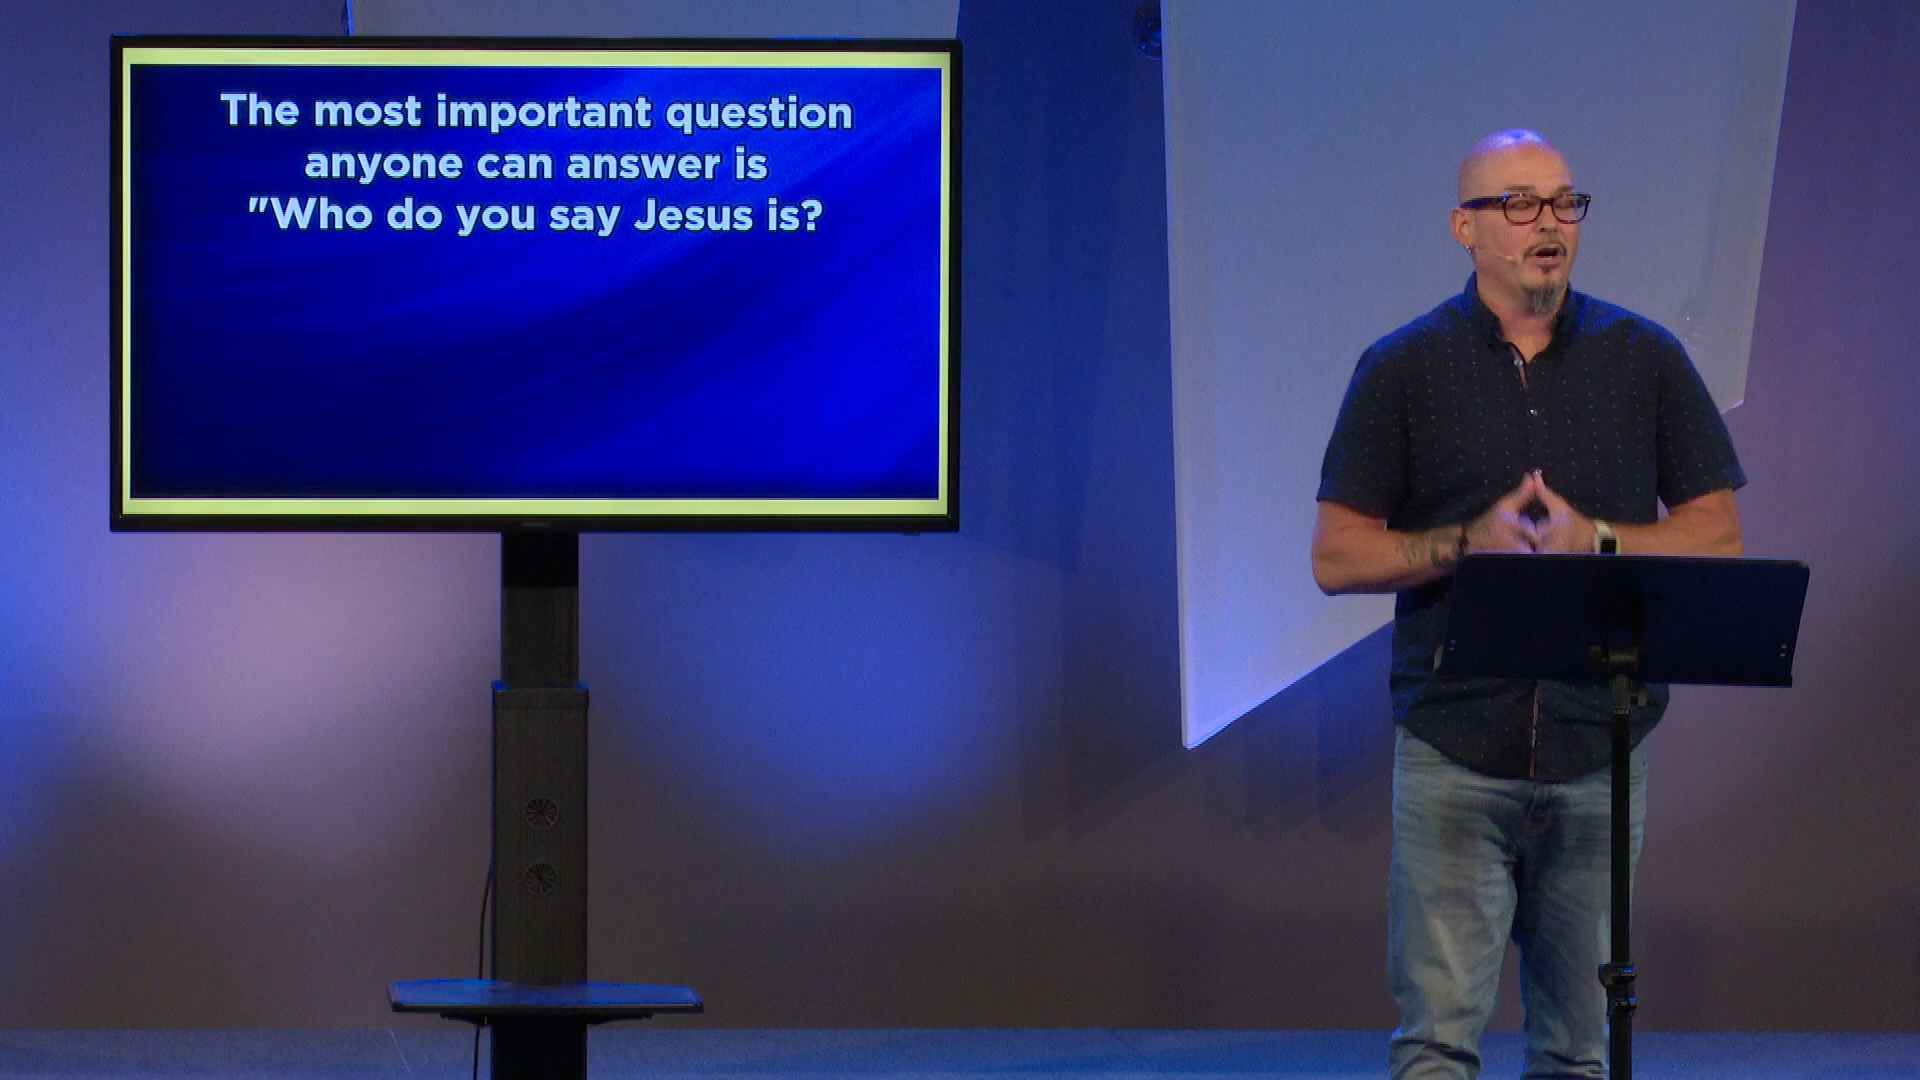 The most important question
anyone can answer is
"Who do you say Jesus is?